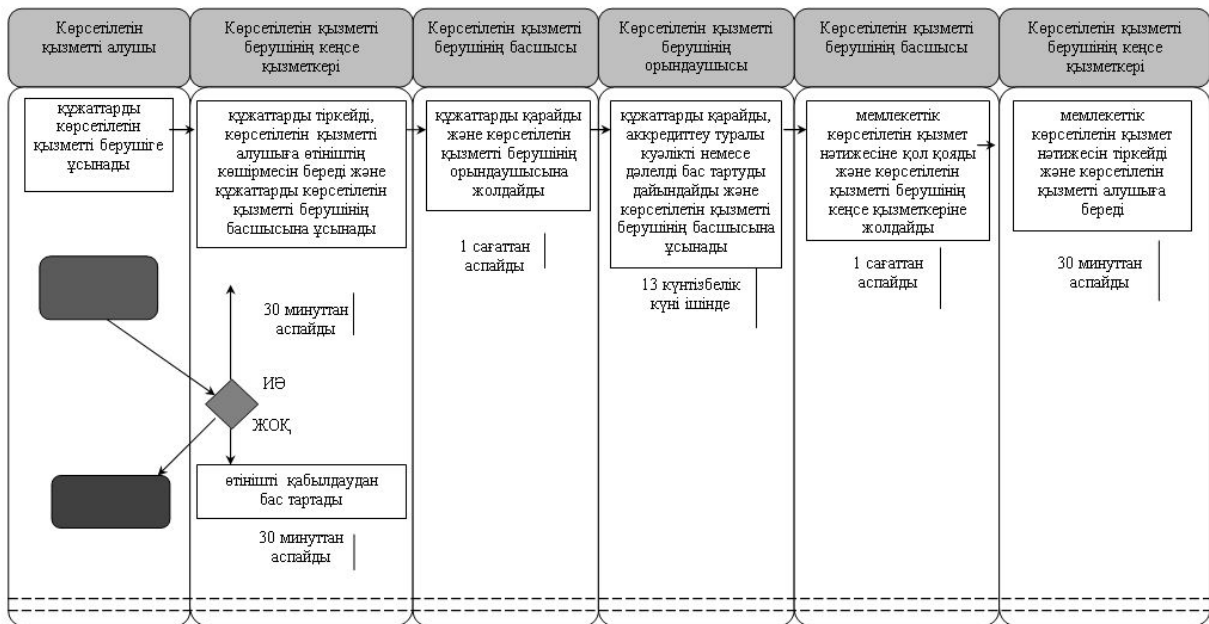 Көрсетілетін
қызметті алушы
Көрсетілетін қызметті
берушінің кеңсе
қызметкері
Көрсетілетін қызметті
берушінің басшысы
Көрсетілетін қызметті
берушінің
орындаушысы
Көрсетілетін қызметті
берушінің басшысы
Көрсетілетін қызметті
берушінің кеңсе
қызметкері
құжаттарды
көрсетілетін
қызметті берушіге
ұсынады
құжаттарды тіркейді,
көрсетілетін қызметті
алушыға өтініштің
көшірмесін береді және
құжаттарды көрсетілетін
қызметті берушінің
басшысына ұсынады
құжаттарды қарайды
және көрсетілетін
қызметті берушінің
орындаушысына
жолдайды
құжаттарды қарайды,
аккредиттеу туралы
куәлікті немесе
дәлелді бас тартуды
дайындайды және
көрсетілетін қызметті
берушінің басшысына
ұсынады
мемлекеттік
көрсетілетін қызмет
нәтижесіне қол қояды
және көрсетілетін
қызметті берушінің
кеңсе қызметкеріне
жолдайды
мемлекеттік
көрсетілетін қызмет
нәтижесін тіркейді
және көрсетілетін
қызметті алушыға
береді
30 минуттан
аспайды
1 сағаттан
аспайды
13 күнтізбелік
күні ішінде
1 сағаттан
аспайды
30 минуттан
аспайды
ИӘ
ЖОҚ
өтінішті қабылдаудан
бас тартады
30 минуттан
аспайды